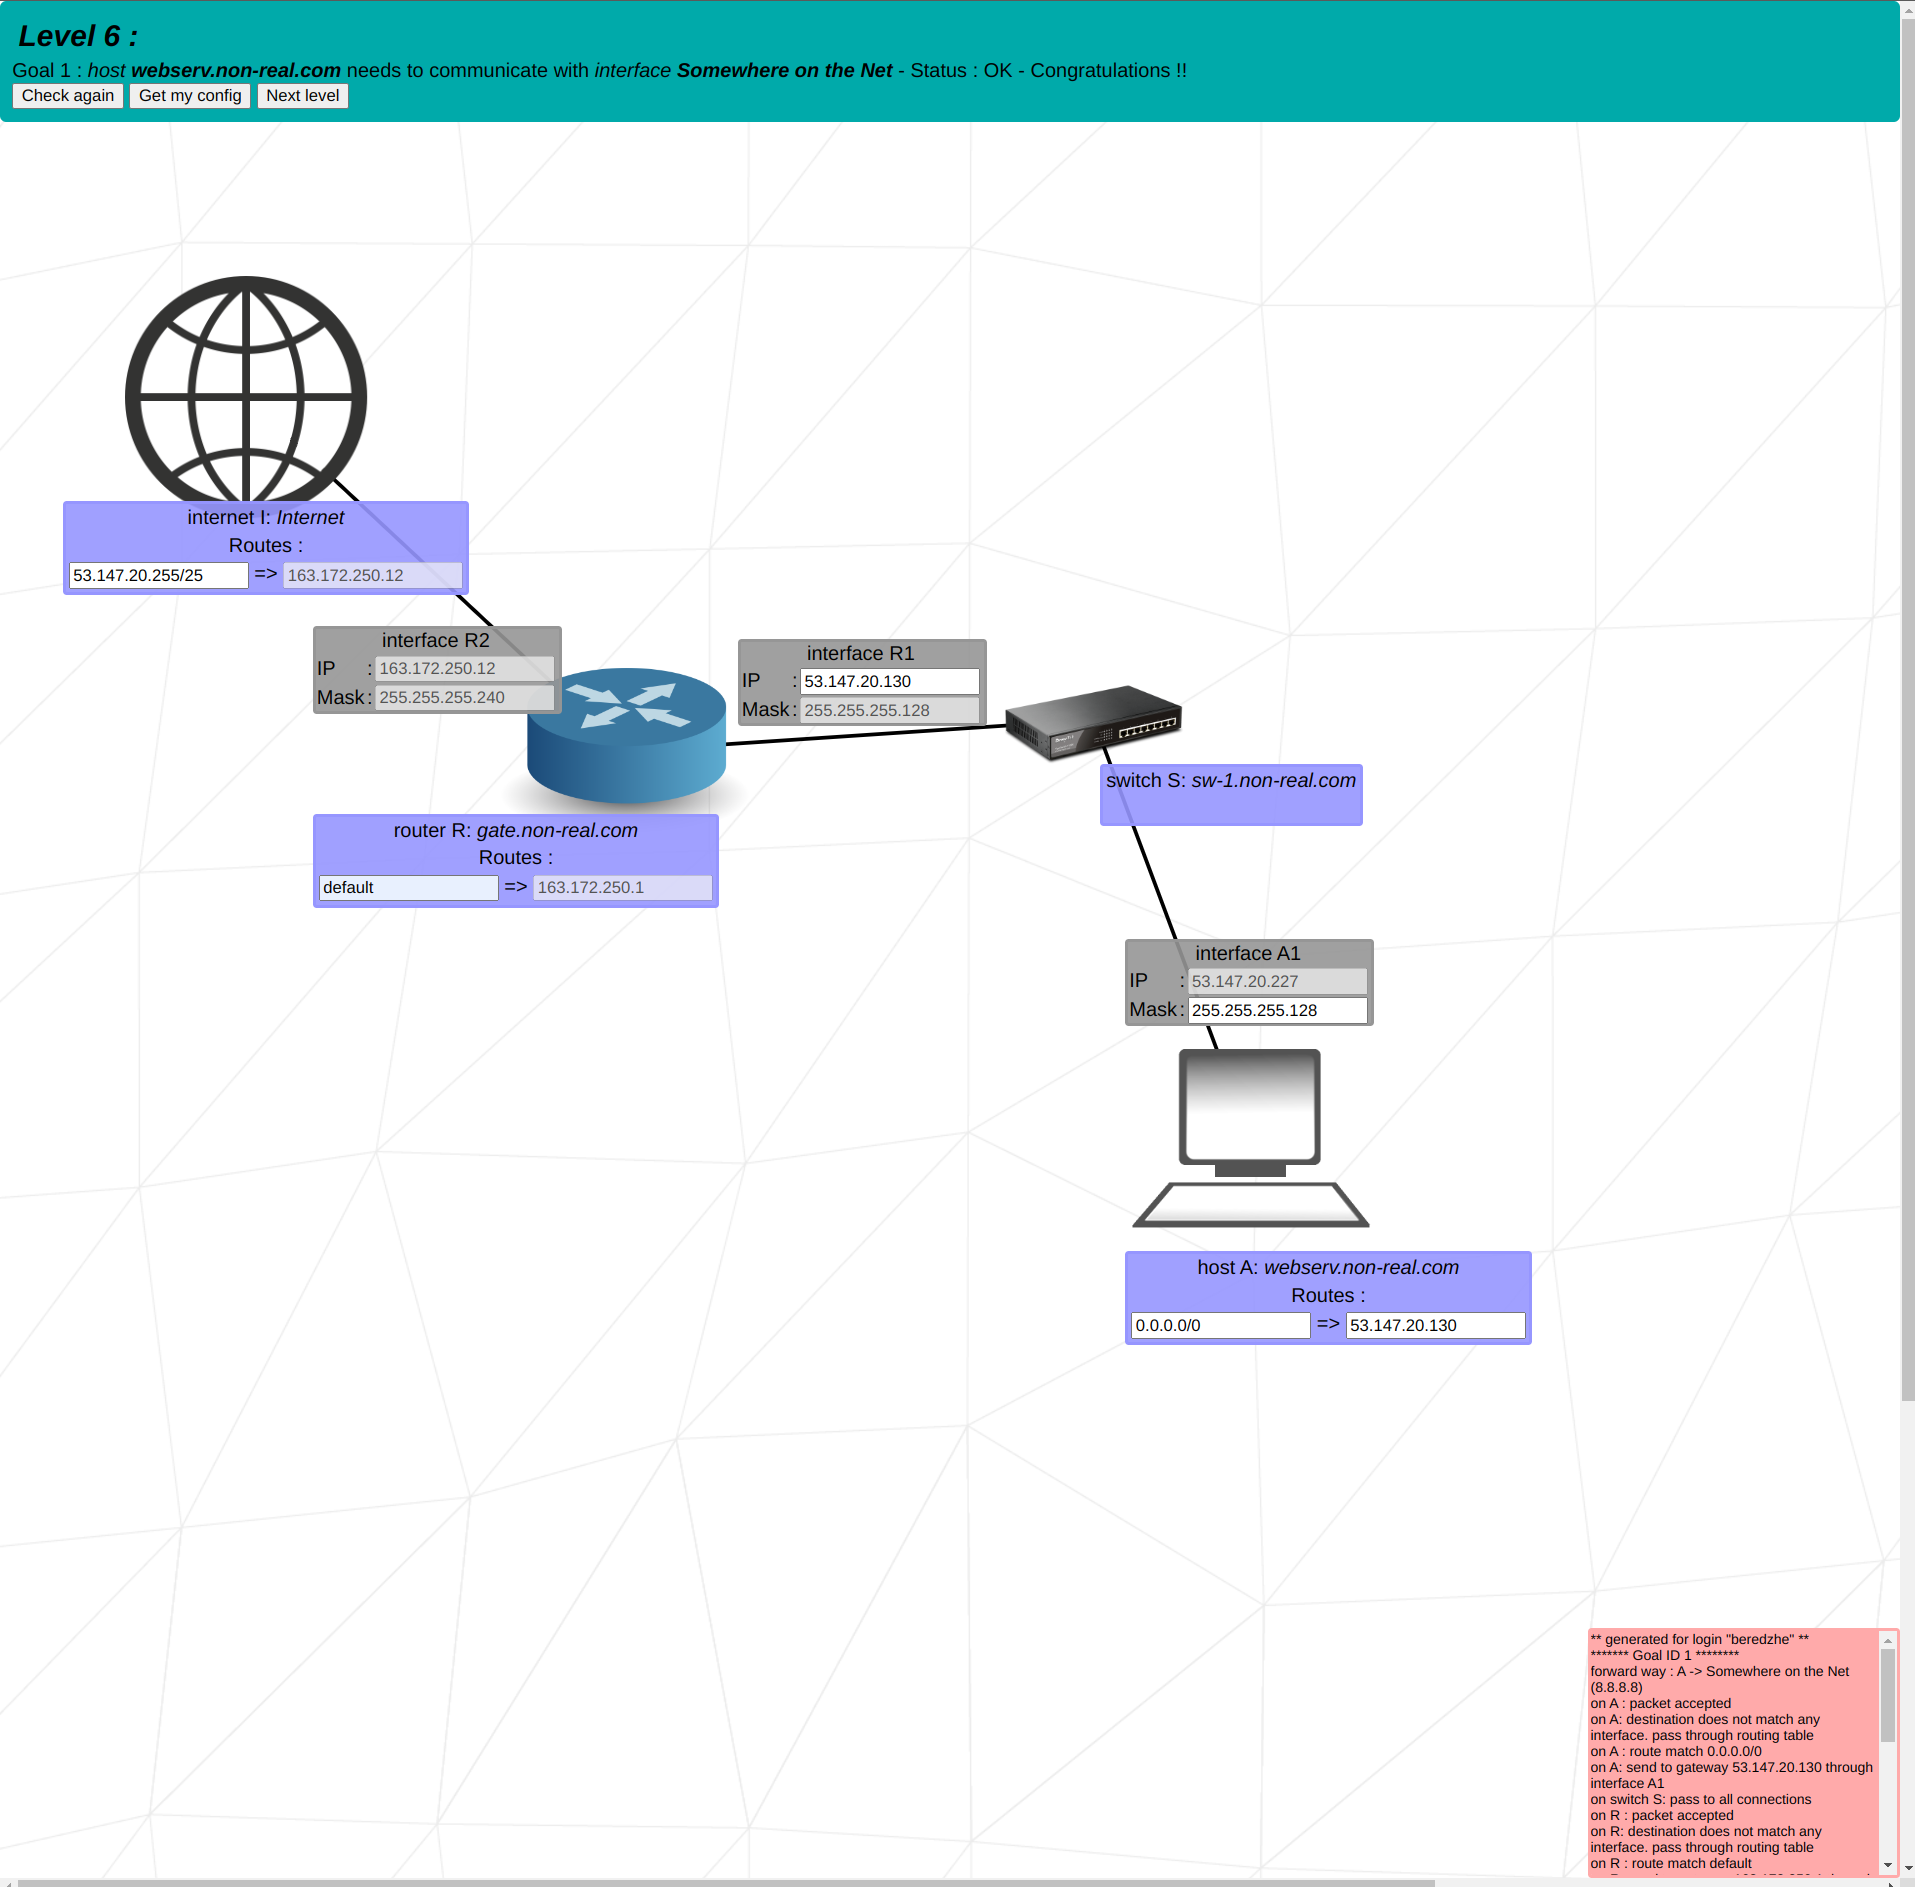 Level 6 :
Goal 1 : host webserv.non-real.com needs to communicate with interface Somewhere on the Net - Status : OK - Congratulations !!
Check again Get my config Next level
internet I: Internet
Routes :
53.147.20.255/25 => 163.172.250.12
interface R2
IP : 163.172.250.12
Mask : 255.255.255.240
interface R1
IP : 53.147.20.130
Mask : 255.255.255.128
switch S: sw-1.non-real.com
router R: gate.non-real.com
Routes :
default => 163.172.250.1
interface A1
IP : 53.147.20.227
Mask : 255.255.255.128
host A: webserv.non-real.com
Routes :
0.0.0.0/0 => 53.147.20.130
** generated for login "beredzhe" **
******* Goal ID 1 ********
forward way : A -> Somewhere on the Net
(8.8.8.8)
on A : packet accepted
on A: destination does not match any
interface. pass through routing table
on A : route match 0.0.0.0/0
on A: send to gateway 53.147.20.130 through
interface A1
on switch S: pass to all connections
on R : packet accepted
on R: destination does not match any
interface. pass through routing table
on R : route match default